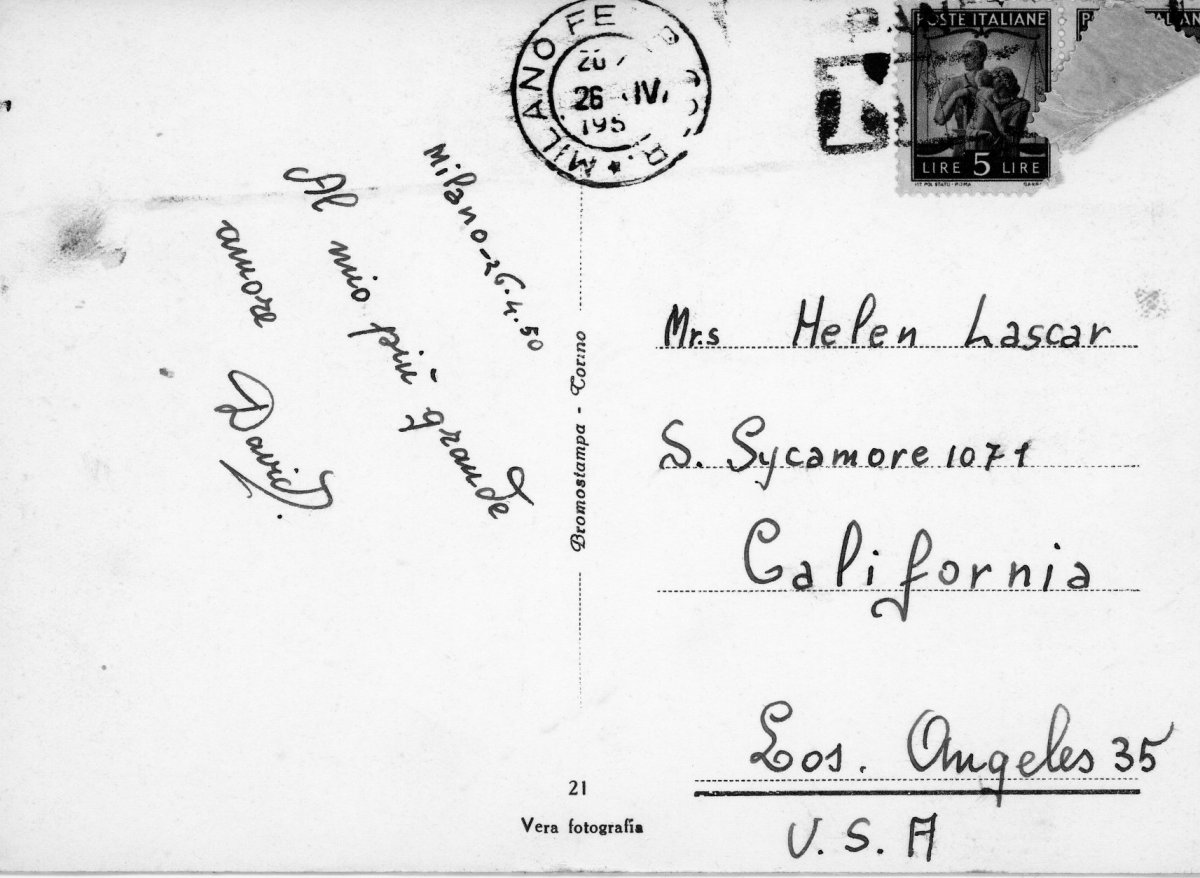 Milano-26.4.50
Al mio più grande
amore
David.
MILANO FE
26 .IV.
195
R.
POSTE ITALIANE
LIRE 5 LIRE
Bromostampa - Torino
Mr.s Helen Lascar
S. Sycamore 1071
California
Los. Angeles 35
U.S.A
21
Vera fotografia